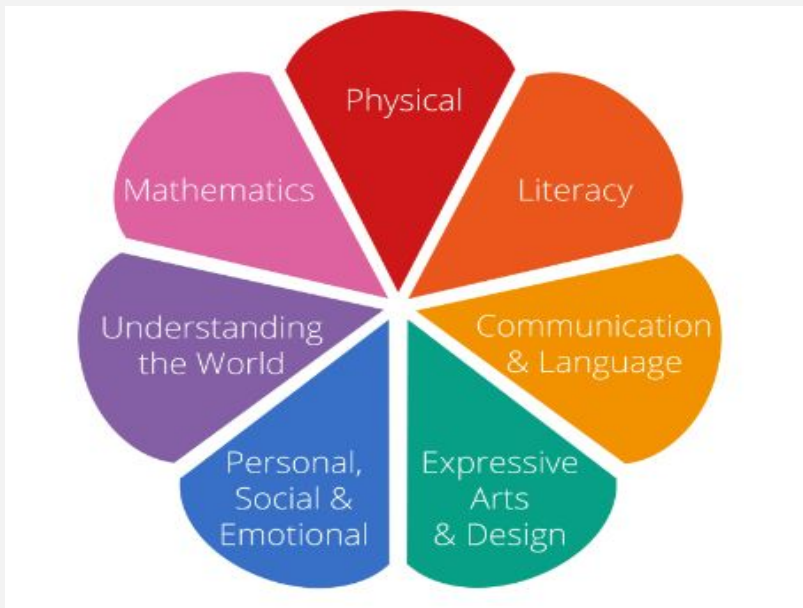 Physical
Literacy
Communication
& Language
Expressive
Arts
& Design
Personal,
Social &
Emotional
Understanding
the World
Mathematics